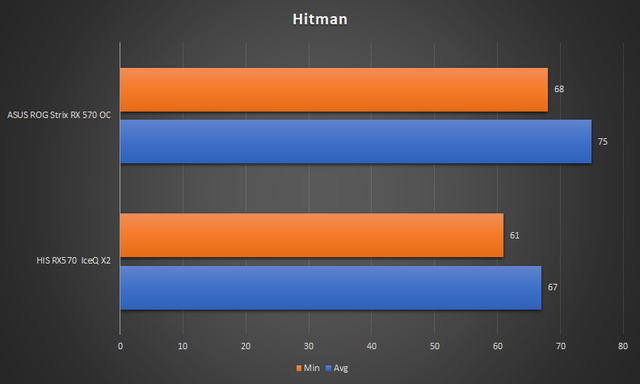 Hitman
ASUS ROG Strix RX 570 OC
68
75
HIS RX570 IceQ X2
61
67
0 10 20 30 40 50 60 70 80
Min Avg